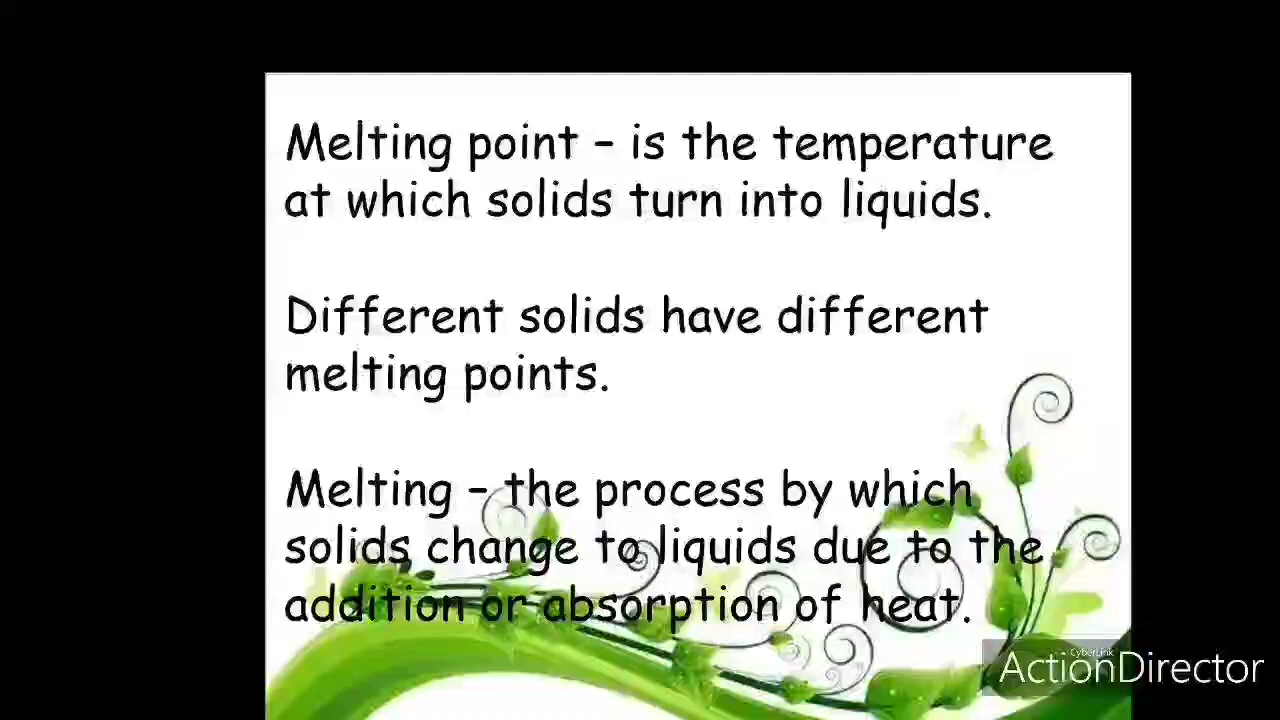 Melting point – is the temperature
at which solids turn into liquids.
Different solids have different
melting points.
Melting – the process by which
solids change to liquids due to the
addition or absorption of heat.
CyberLink
ActionDirector